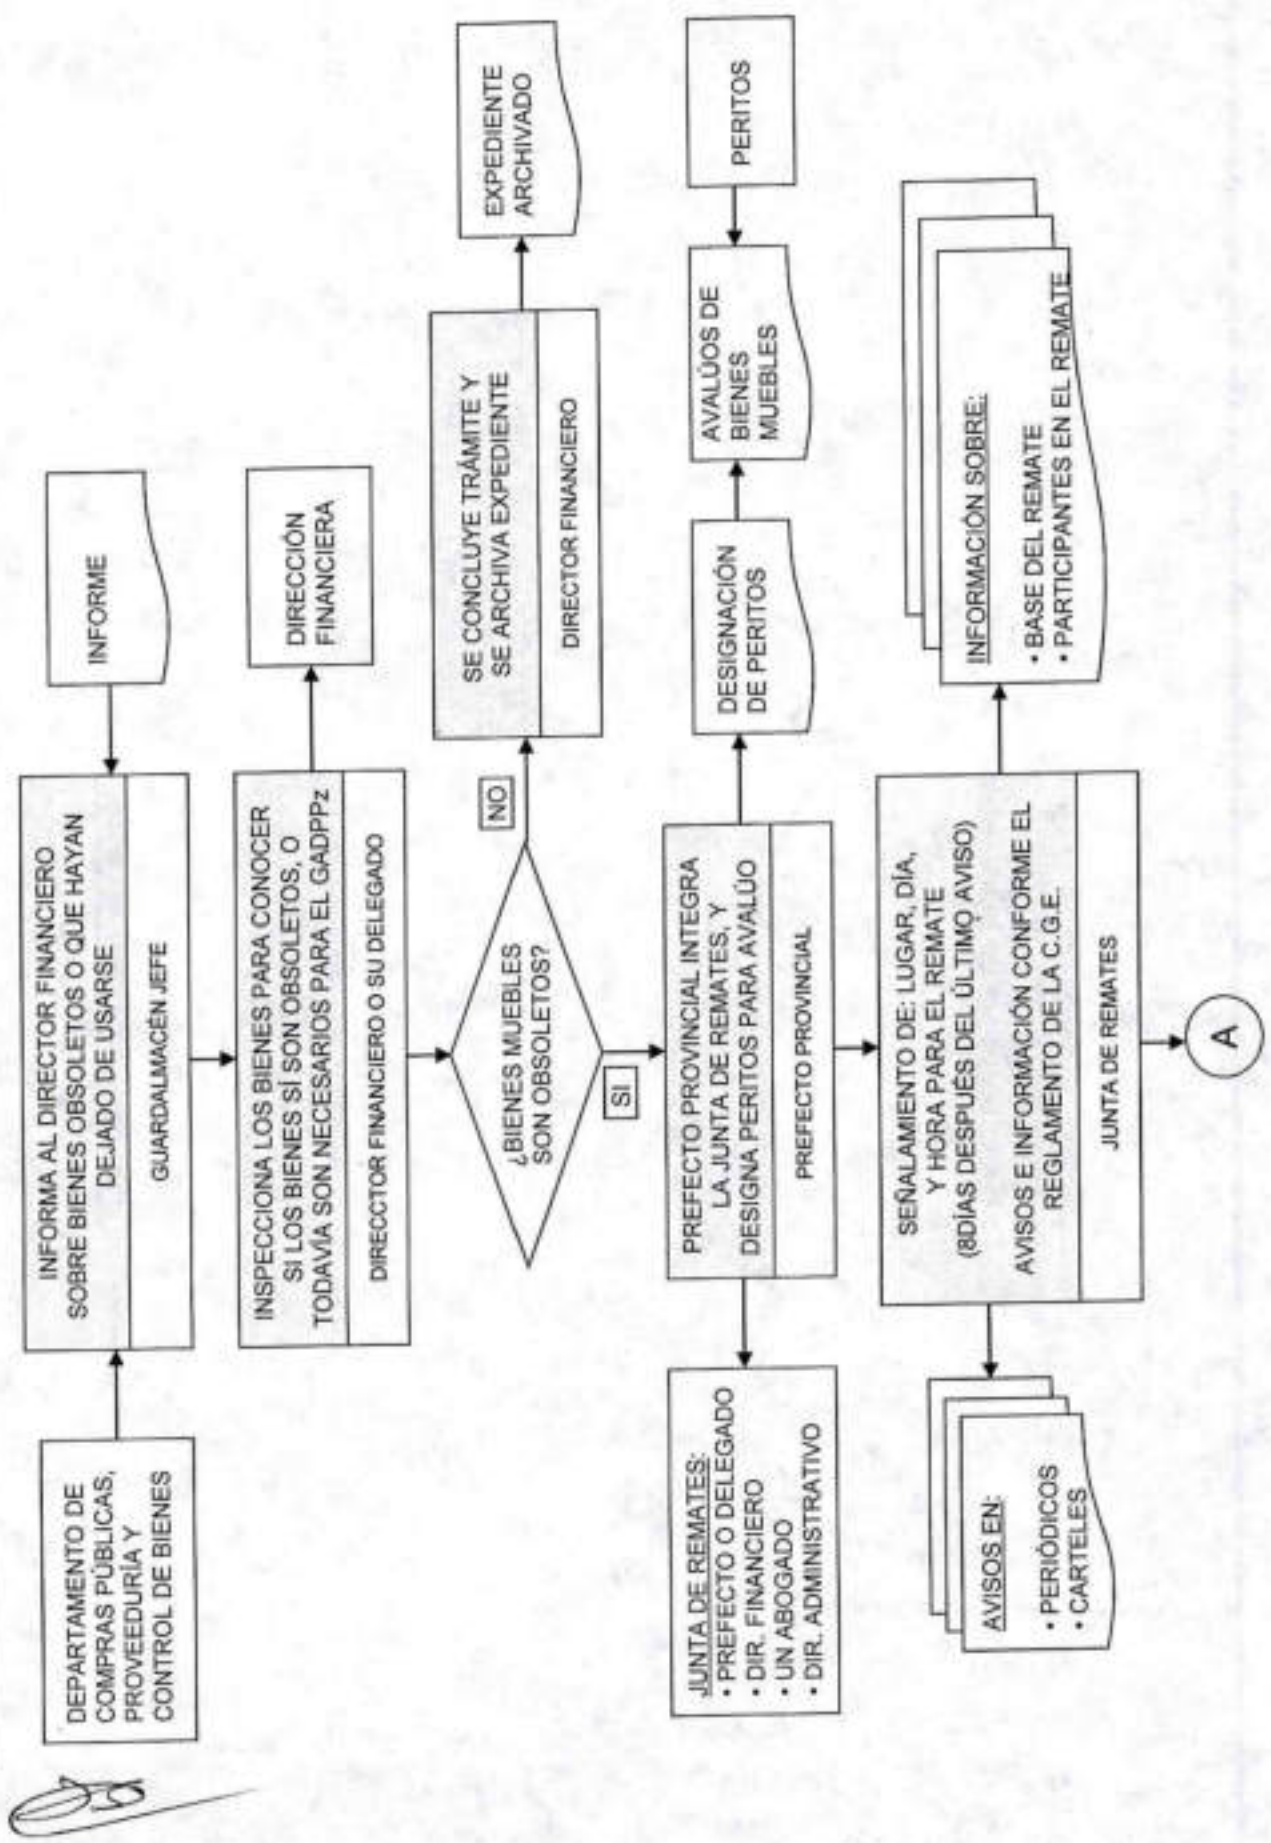 DEPARTAMENTO DE
COMPRAS PÚBLICAS,
PROVEEDURÍA Y
CONTROL DE BIENES
INFORMA AL DIRECTOR FINANCIERO
SOBRE BIENES OBSOLETOS O QUE HAYAN
DEJADO DE USARSE
GUARDALMACÉN JEFE
INFORME
INSPECCIONA LOS BIENES PARA CONOCER
SI LOS BIENES SÍ SON OBSOLETOS, O
TODAVÍA SON NECESARIOS PARA EL GADPPz
DIRECCTOR FINANCIERO O SU DELEGADO
DIRECCIÓN
FINANCIERA
¿BIENES MUEBLES
SON OBSOLETOS?
NO
SE CONCLUYE TRÁMITE Y
SE ARCHIVA EXPEDIENTE
DIRECTOR FINANCIERO
EXPEDIENTE
ARCHIVADO
SI
JUNTA DE REMATES:
• PREFECTO O DELEGADO
• DIR. FINANCIERO
• UN ABOGADO
• DIR. ADMINISTRATIVO
PREFECTO PROVINCIAL INTEGRA
LA JUNTA DE REMATES, Y
DESIGNA PERITOS PARA AVALÚO
PREFECTO PROVINCIAL
DESIGNACIÓN
DE PERITOS
AVALÚOS DE
BIENES
MUEBLES
PERITOS
AVISOS EN:
• PERIÓDICOS
• CARTELES
SEÑALAMIENTO DE: LUGAR, DÍA,
Y HORA PARA EL REMATE
(8DÍAS DESPUÉS DEL ÚLTIMO AVISO)
AVISOS E INFORMACIÓN CONFORME EL
REGLAMENTO DE LA C.G.E.
JUNTA DE REMATES
INFORMACIÓN SOBRE:
• BASE DEL REMATE
• PARTICIPANTES EN EL REMATE
A